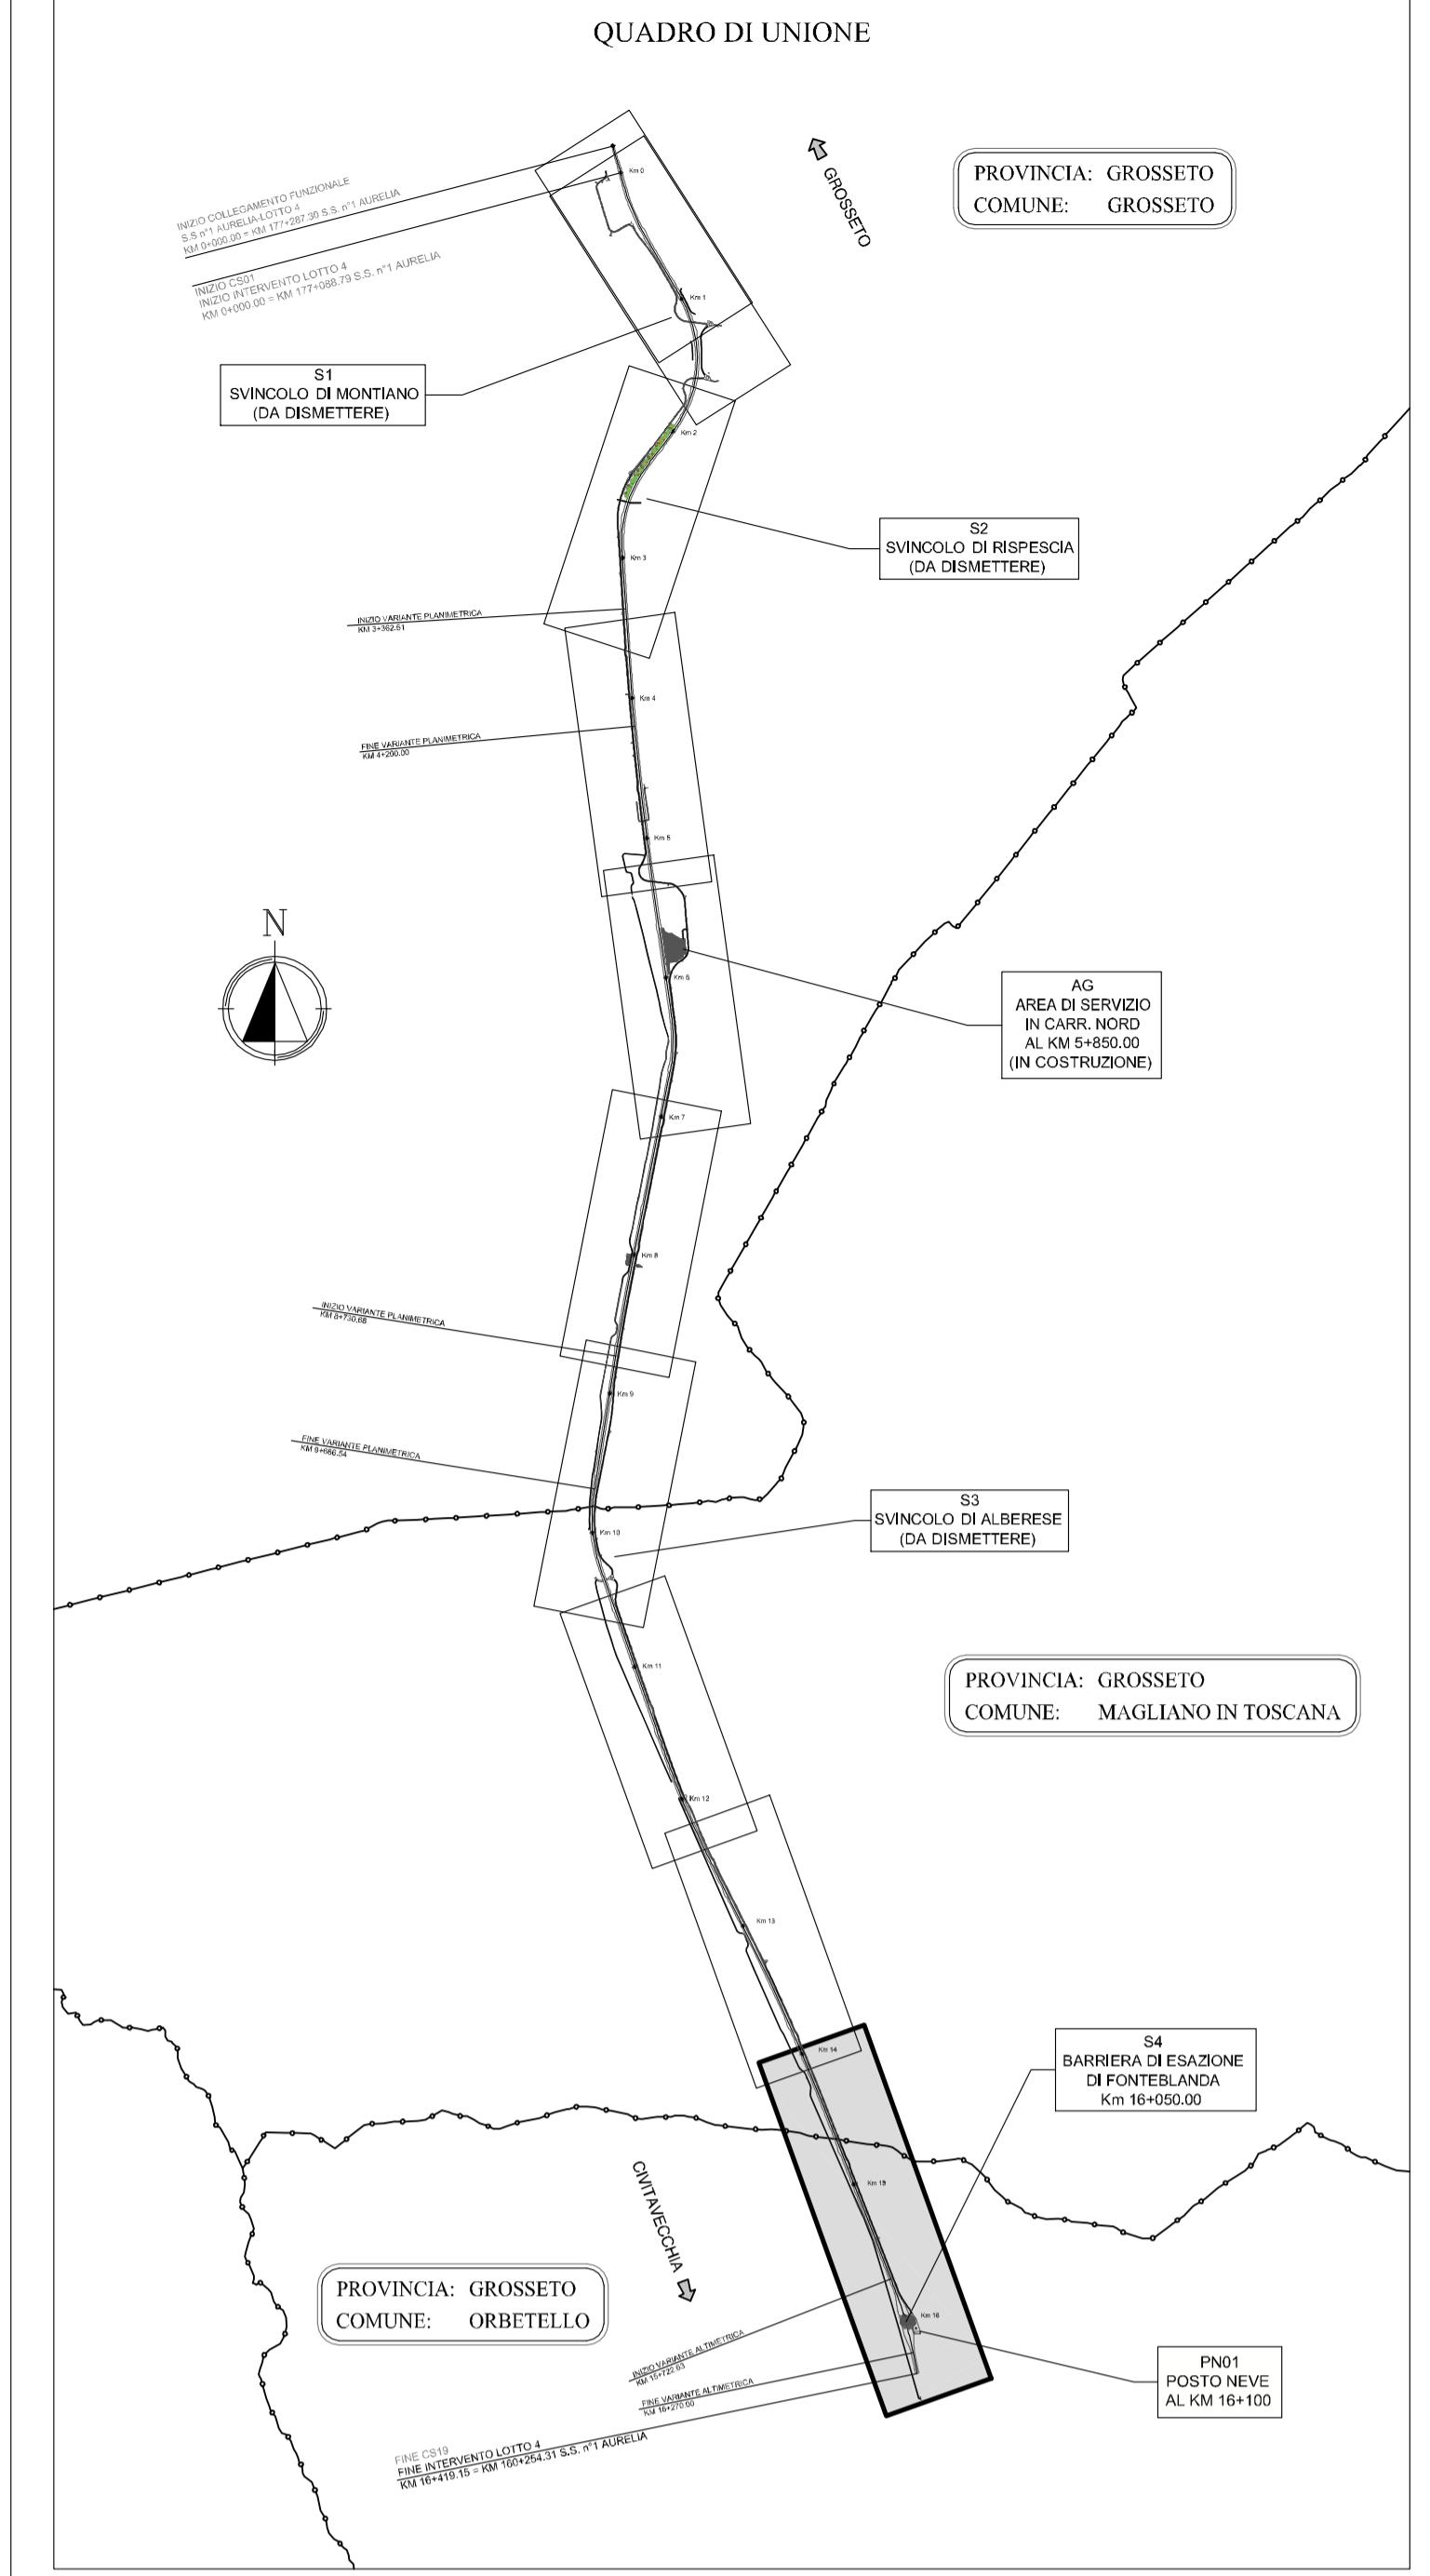 QUADRO DI UNIONE
PROVINCIA: GROSSETO
COMUNE: GROSSETO
GROSSETO
INIZIO COLLEGAMENTO FUNZIONALE
S.S n°1 AURELIA-LOTTO 4
KM 0+000.00 = KM 177+287.30 S.S. n°1 AURELIA
INIZIO CS01
INIZIO INTERVENTO LOTTO 4
KM 0+000.00 = KM 177+088.79 S.S. n°1 AURELIA
Km 0
Km 1
S1
SVINCOLO DI MONTIANO
(DA DISMETTERE)
Km 2
S2
SVINCOLO DI RISPESCIA
(DA DISMETTERE)
Km 3
INIZIO VARIANTE PLANIMETRICA
KM 3+362.51
Km 4
FINE VARIANTE PLANIMETRICA
KM 4+200.00
Km 5
N
Km 6
AG
AREA DI SERVIZIO
IN CARR. NORD
AL KM 5+850.00
(IN COSTRUZIONE)
Km 7
Km 8
INIZIO VARIANTE PLANIMETRICA
KM 8+730.68
Km 9
FINE VARIANTE PLANIMETRICA
KM 9+686.54
S3
SVINCOLO DI ALBERESE
(DA DISMETTERE)
Km 10
Km 11
PROVINCIA: GROSSETO
COMUNE: MAGLIANO IN TOSCANA
Km 12
Km 13
Km 14
S4
BARRIERA DI ESAZIONE
DI FONTEBLANDA
Km 16+050.00
Km 15
CIVITAVECCHIA
PROVINCIA: GROSSETO
COMUNE: ORBETELLO
Km 16
INIZIO VARIANTE ALTIMETRICA
KM 15+722.63
FINE VARIANTE ALTIMETRICA
KM 16+270.00
PN01
POSTO NEVE
AL KM 16+100
FINE CS19
FINE INTERVENTO LOTTO 4
KM 16+419.15 = KM 160+254.31 S.S. n°1 AURELIA